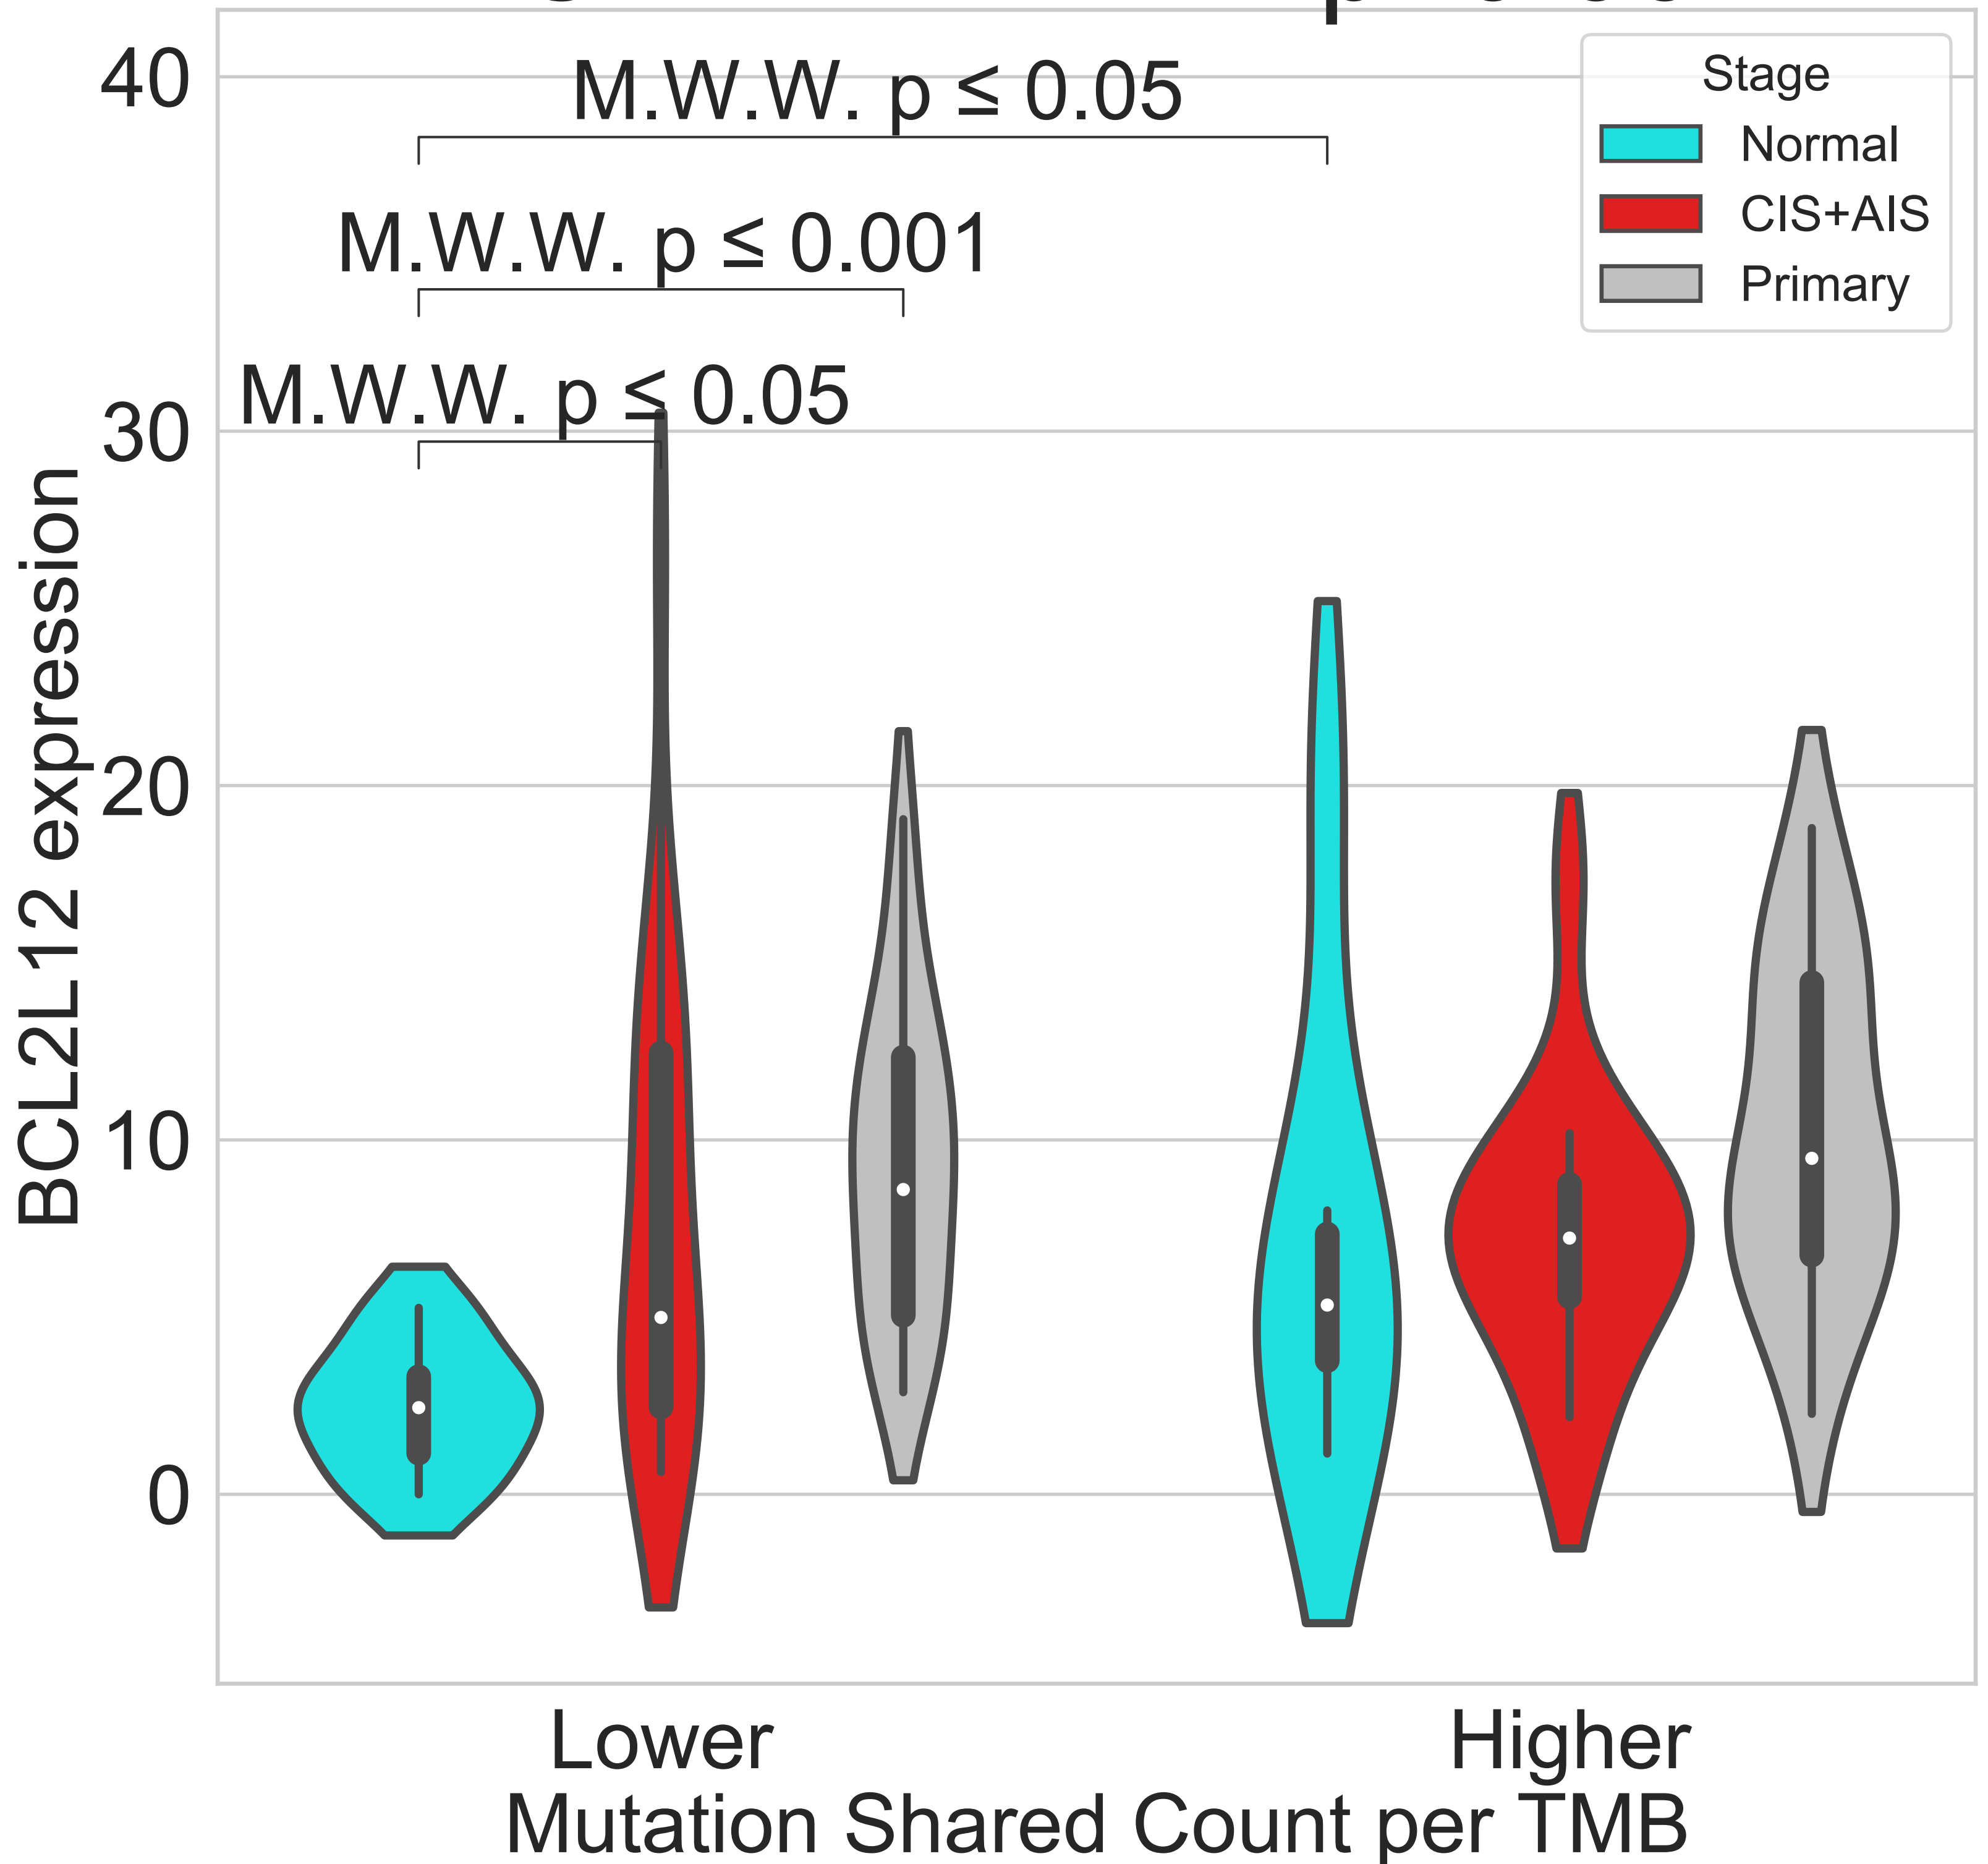 M.W.W. p ≤ 0.05
M.W.W. p ≤ 0.001
M.W.W. p ≤ 0.05
Stage
Normal
CIS+AIS
Primary
BCL2L12 expression
40
30
20
10
0
Lower
Higher
Mutation Shared Count per TMB